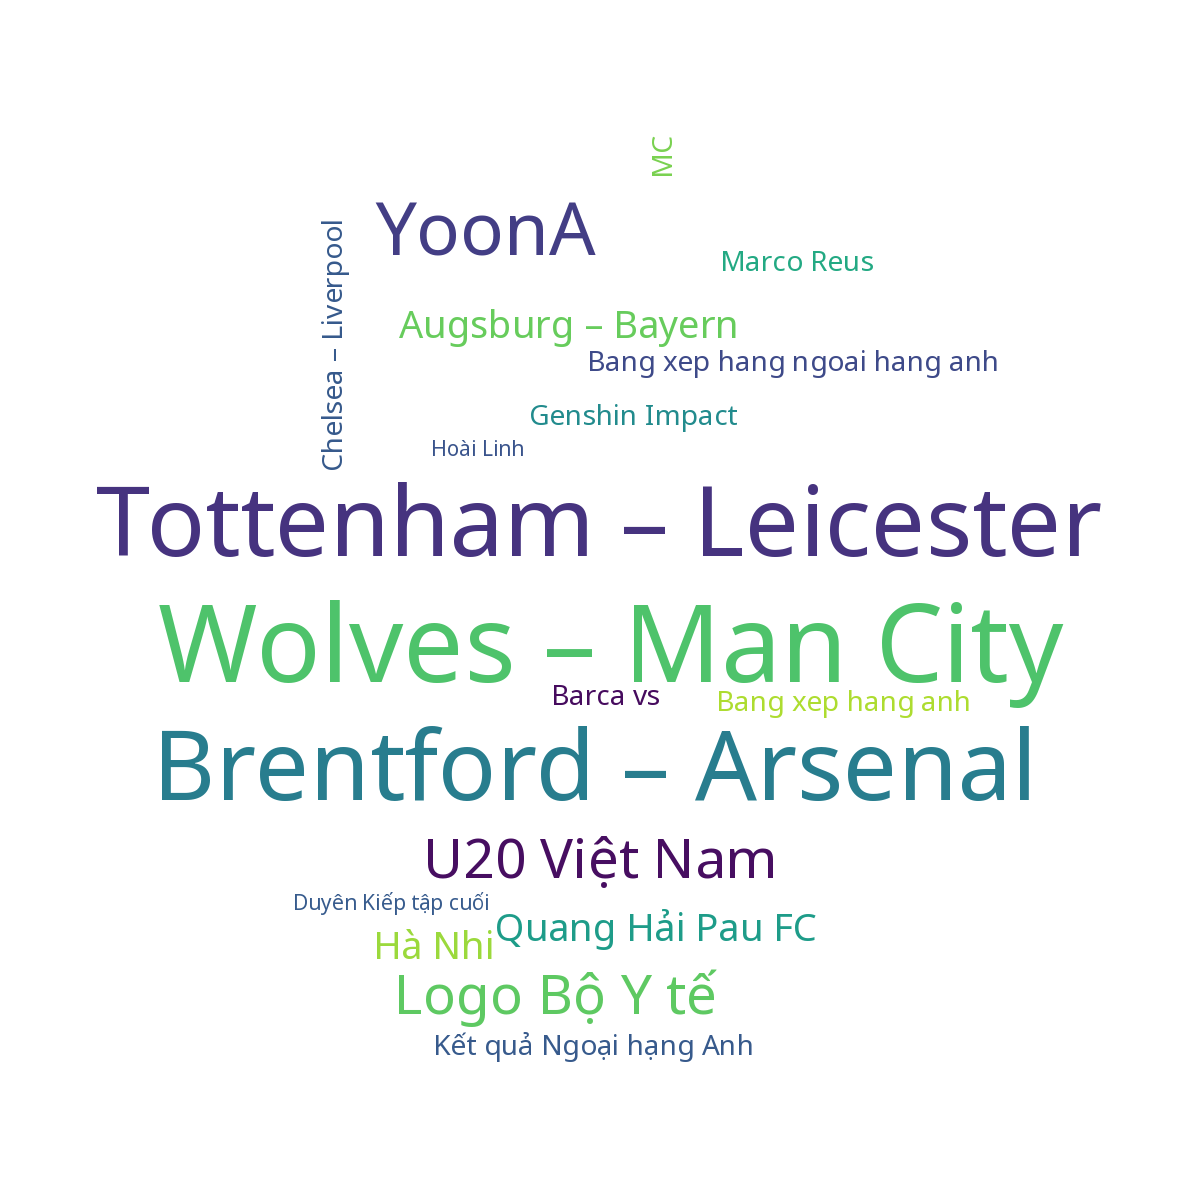 MC
YoonA
Chelsea – Liverpool
Marco Reus
Augsburg – Bayern
Bang xep hang ngoai hang anh
Genshin Impact
Hoài Linh
Tottenham – Leicester
Wolves – Man City
Barca vs
Bang xep hang anh
Brentford – Arsenal
U20 Việt Nam
Duyên Kiếp tập cuối
Quang Hải Pau FC
Hà Nhi
Logo Bộ Y tế
Kết quả Ngoại hạng Anh